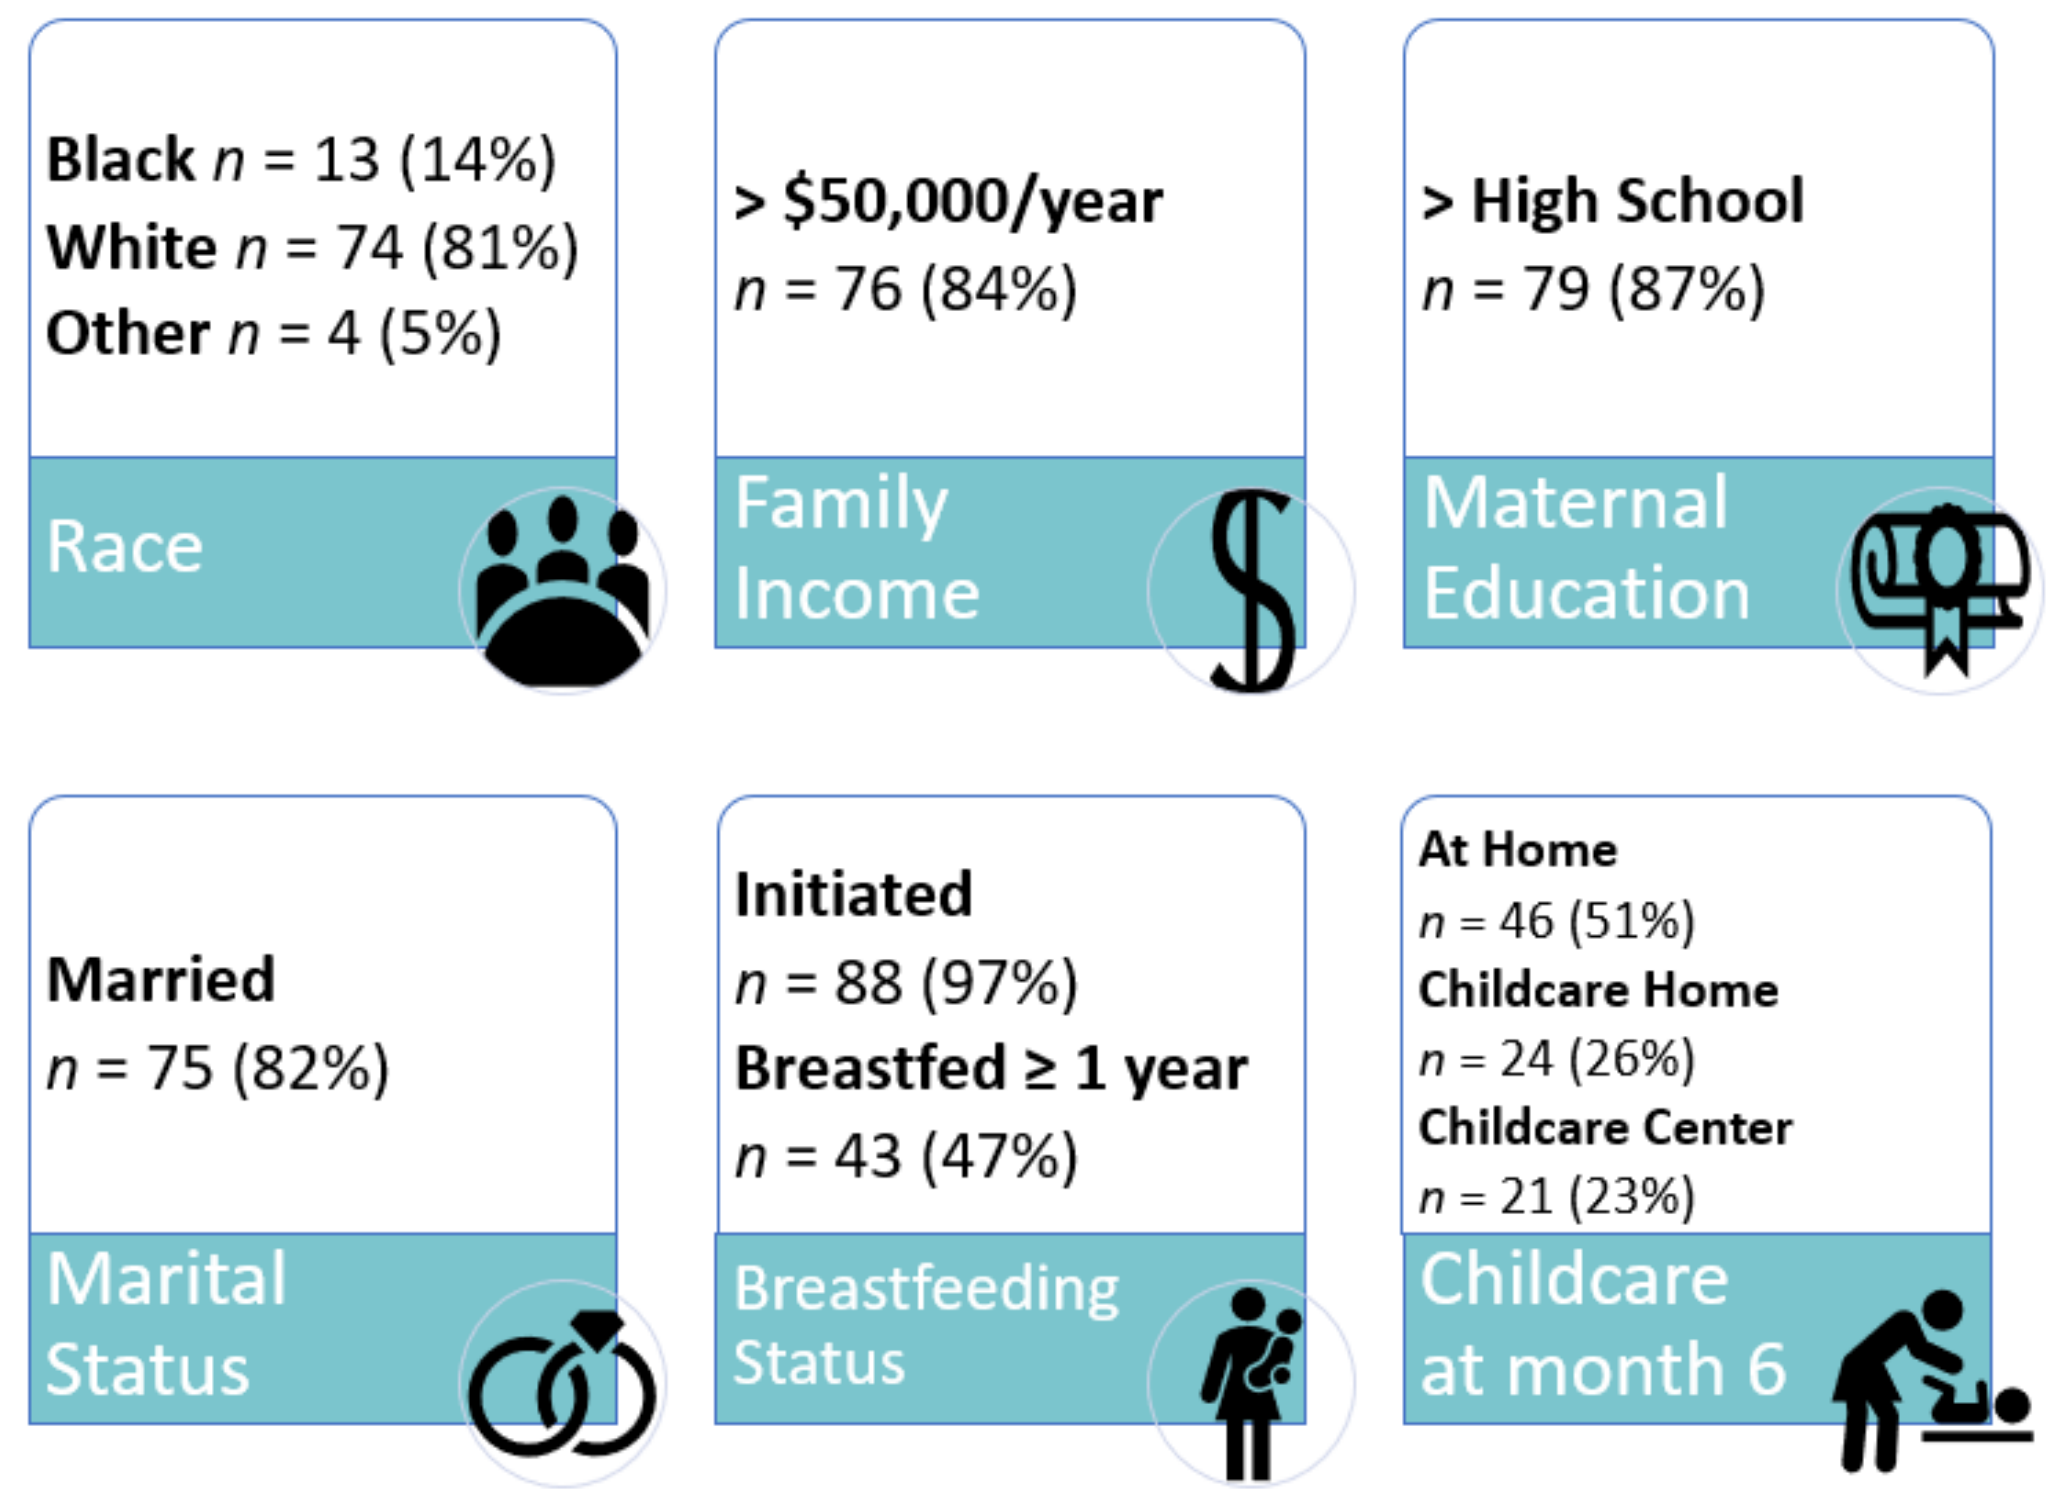 Black n = 13 (14%)
White n = 74 (81%)
Other n = 4 (5%)
Race
> $50,000/year
n = 76 (84%)
Family
Income
> High School
n = 79 (87%)
Maternal
Education
Married
n = 75 (82%)
Marital
Status
Initiated
n = 88 (97%)
Breastfed ≥ 1 year
n = 43 (47%)
Breastfeeding
Status
At Home
n = 46 (51%)
Childcare Home
n = 24 (26%)
Childcare Center
n = 21 (23%)
Childcare
at month 6